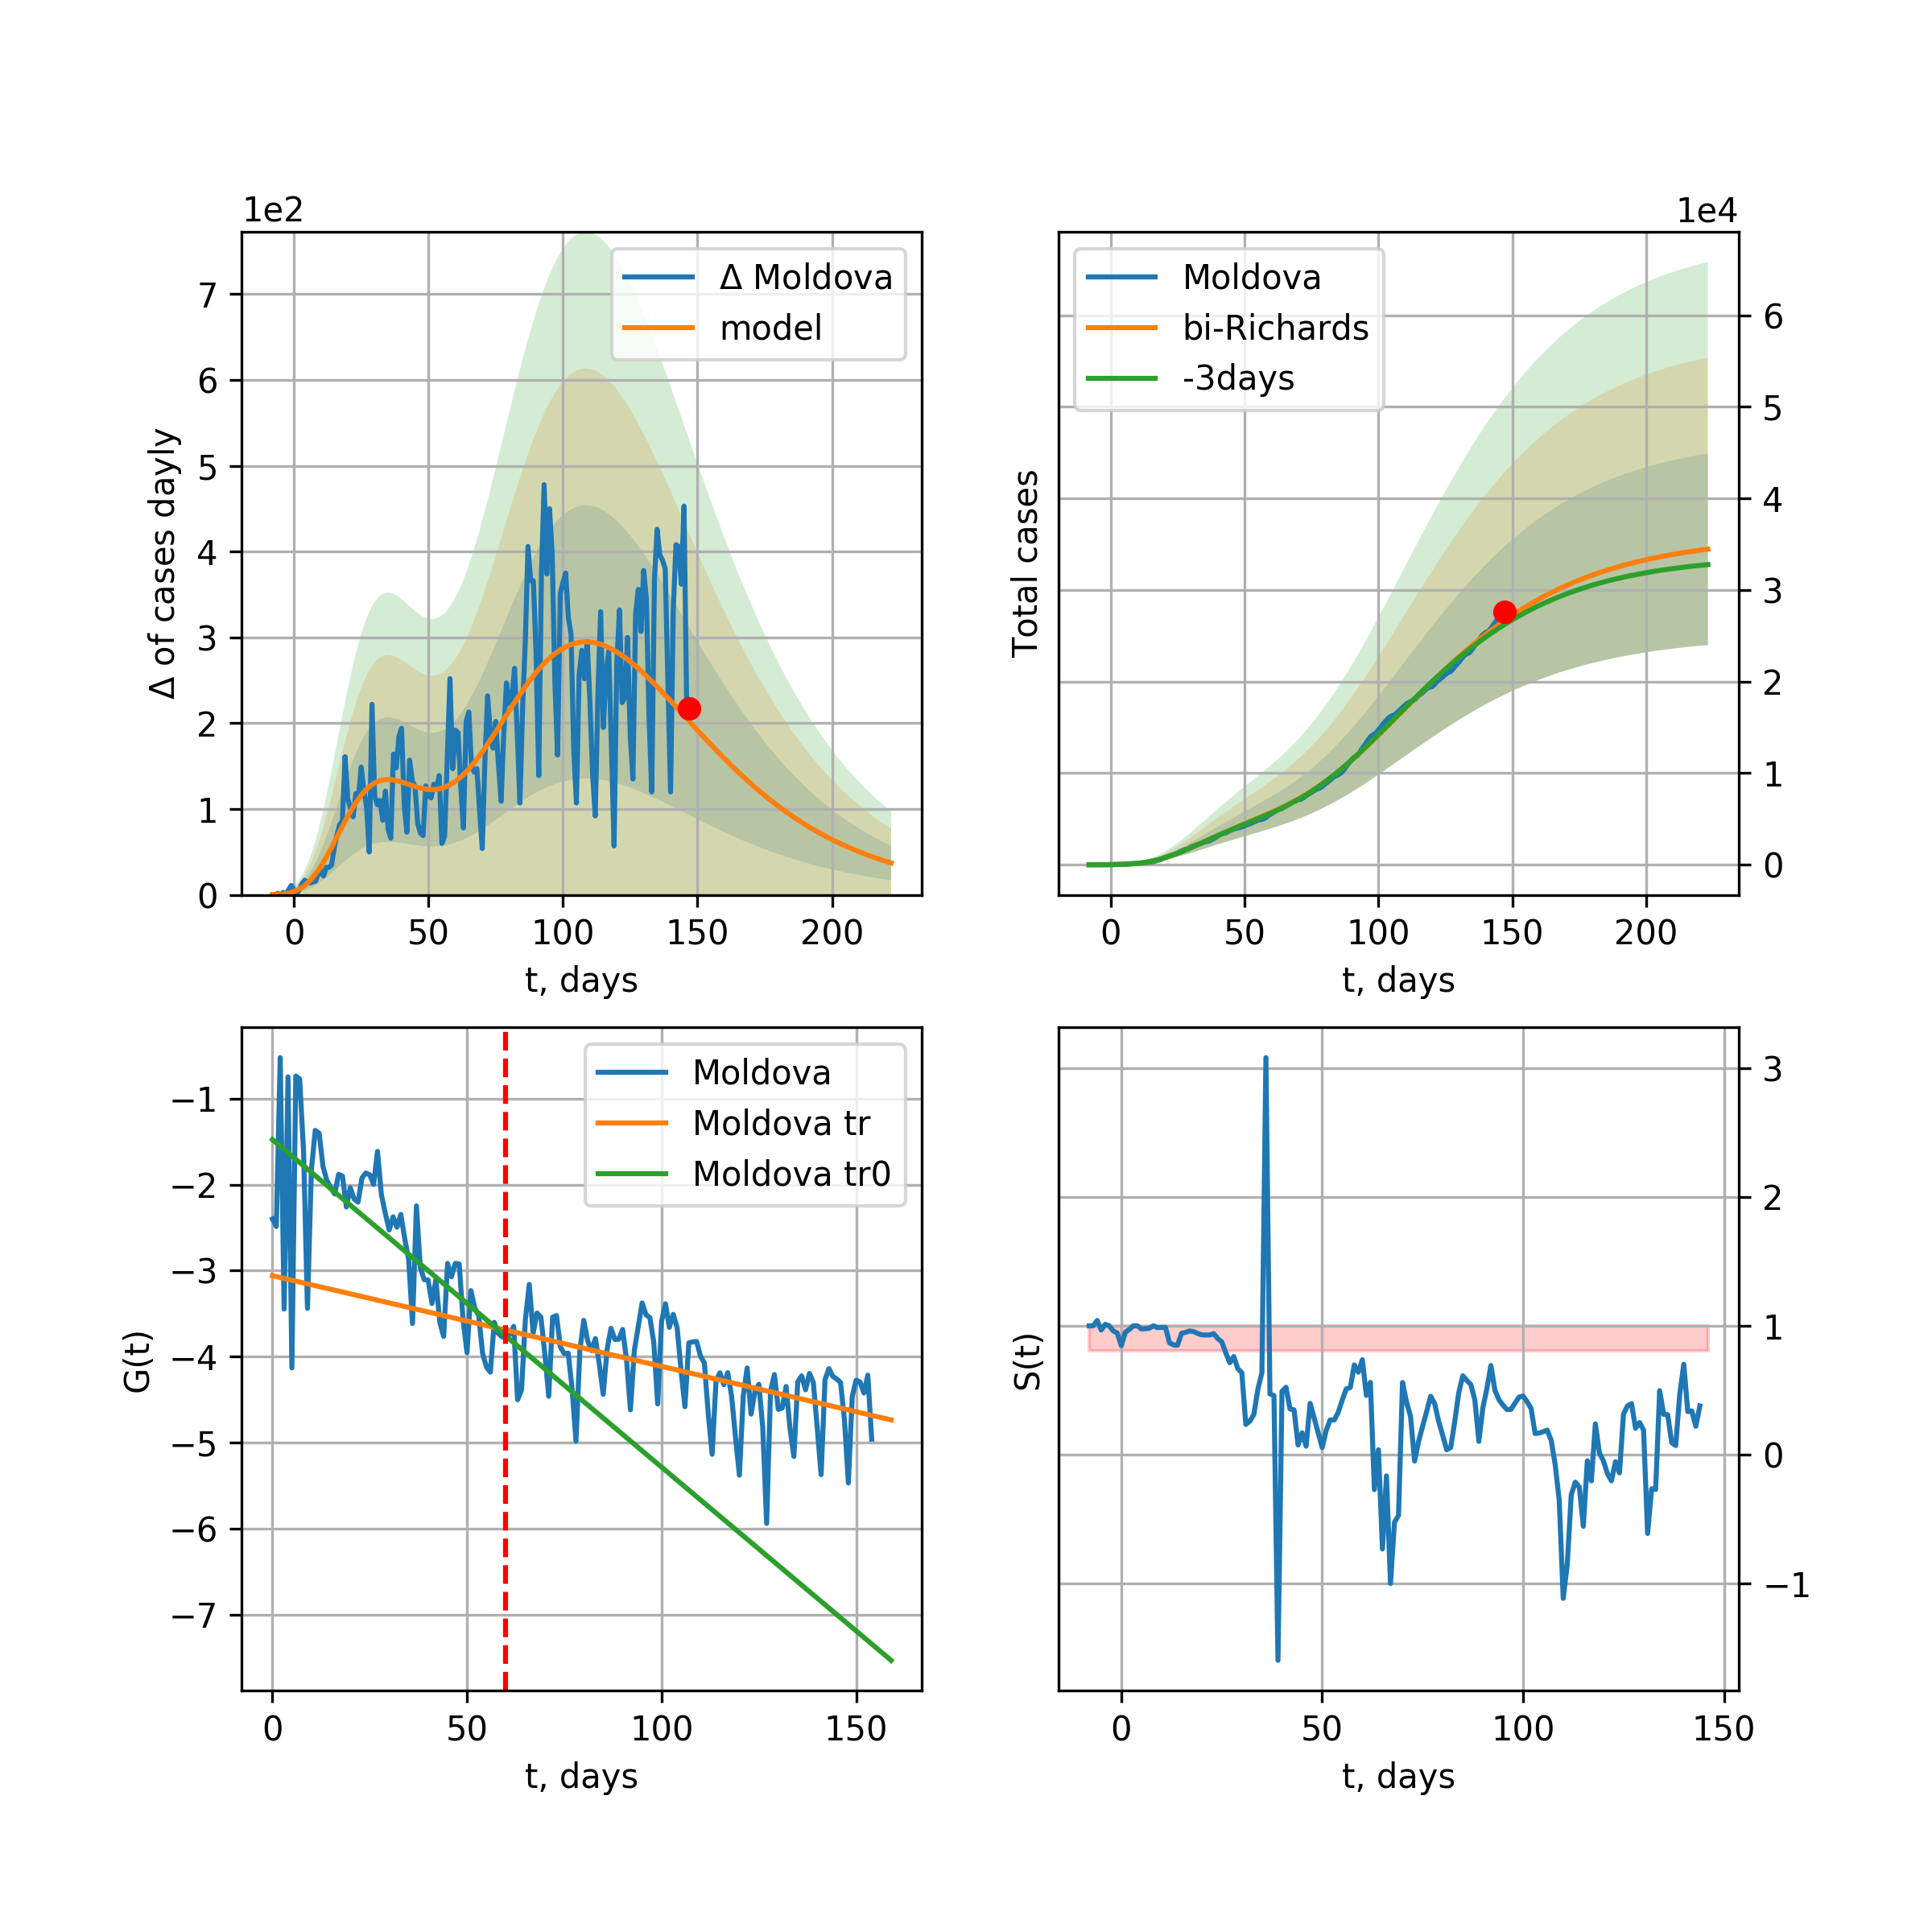 1e2
Δ of cases dayly
7
6
5
4
3
2
1
0
Δ Moldova
model
0 50 100 150 200
t, days
1e4
Total cases
Moldova
bi-Richards
-3days
6
5
4
3
2
1
0
0 50 100 150 200
t, days
G(t)
−1
−2
−3
−4
−5
−6
−7
Moldova
Moldova tr
Moldova tr0
0 50 100 150
t, days
S(t)
3
2
1
0
−1
0 50 100 150
t, days